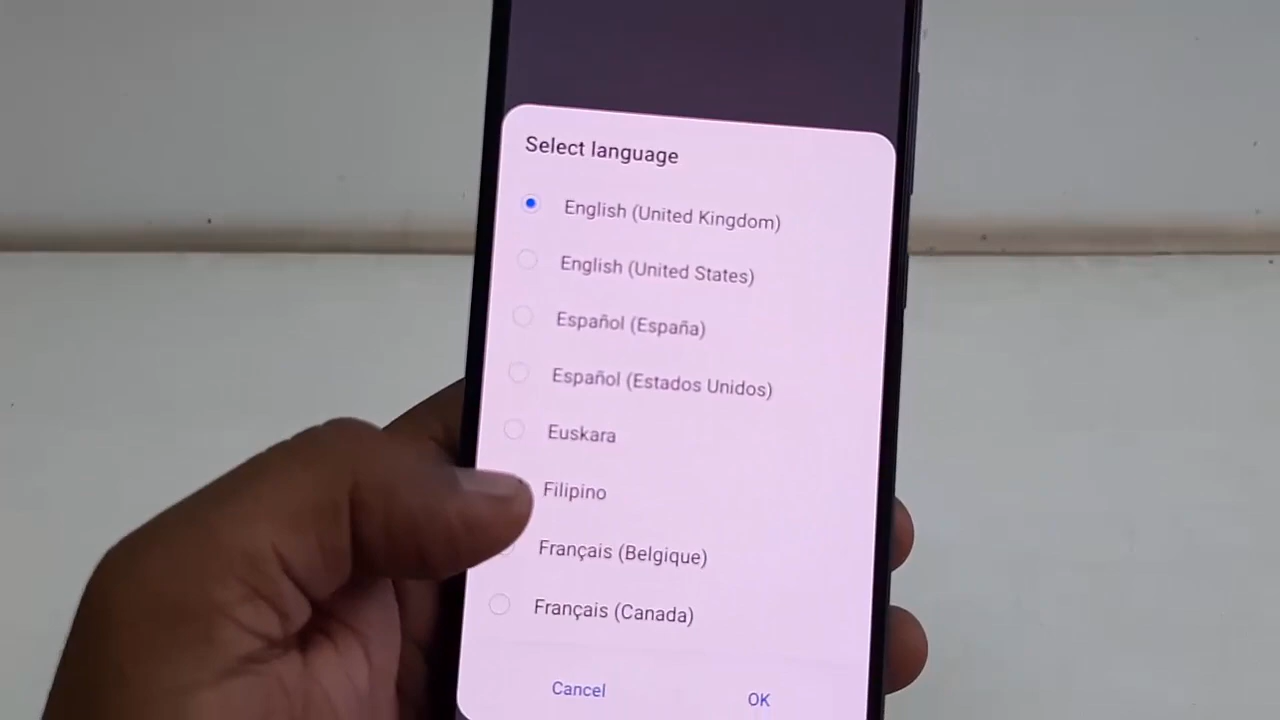 Select language
English (United Kingdom)
English (United States)
Español (España)
Español (Estados Unidos)
Euskara
Filipino
Français (Belgique)
Français (Canada)
Cancel
OK